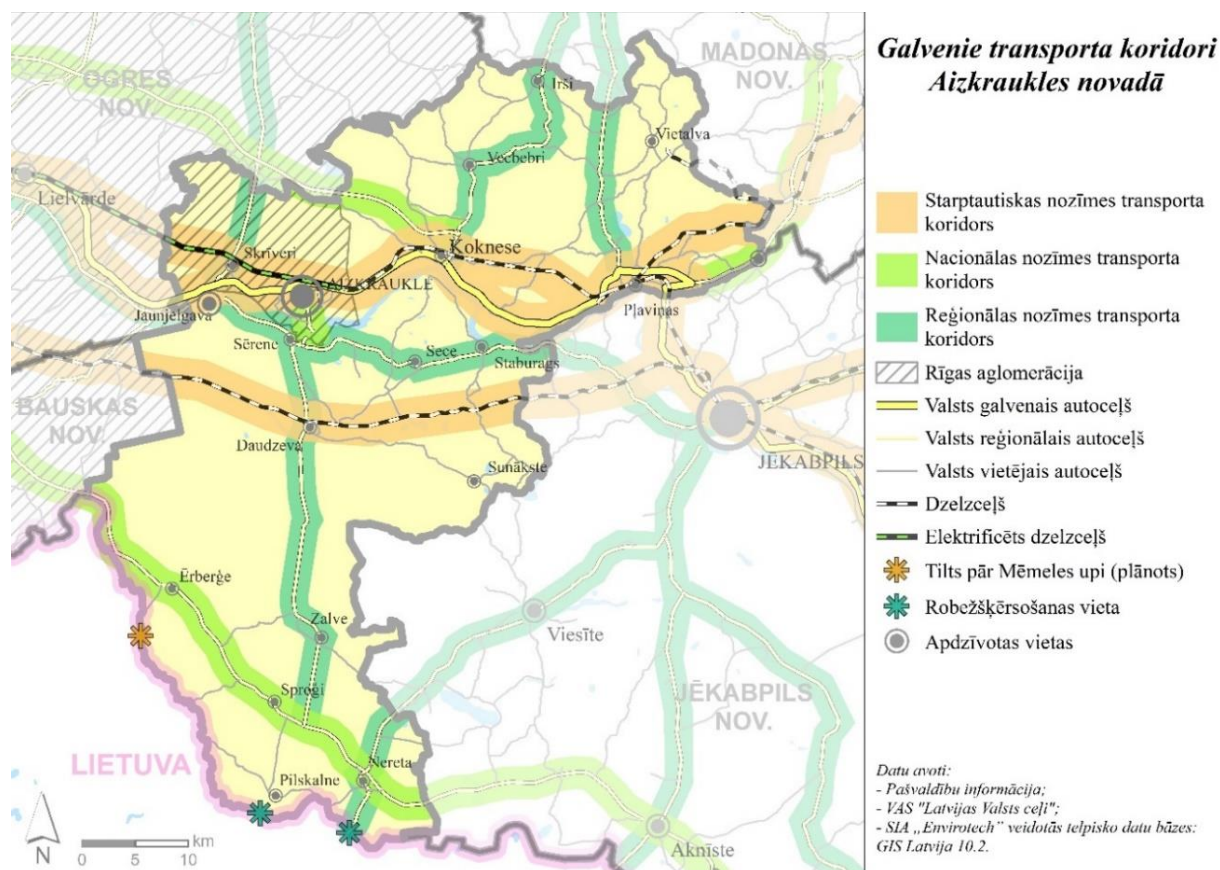 Galvenie transporta koridori
Aizkraukles novadā
Starptautiskas nozīmes transporta
koridors
Nacionālas nozīmes transporta
koridors
Reģionālas nozīmes transporta
koridors
Rīgas aglomerācija
Valsts galvenais autoceļš
Valsts reģionālais autoceļš
Valsts vietējais autoceļš
Dzelzceļš
Elektrificēts dzelzceļš
Tilts pār Mēmeles upi (plānots)
Robežšķērsošanas vieta
Apdzīvotas vietas
Datu avoti:
- Pašvaldību informācija;
- VAS "Latvijas Valsts ceļi";
- SIA „Envirotech" veidotās telpisko datu bāzes:
GIS Latvija 10.2.
MADONAS
NOV.
OGRES
NOV.
Irši
Vietalva
Vecbebri
Lielvārde
Skrīveri
Koknese
AIZKRAUKLE
Jaunjelgava
Pļaviņas
Sērene
Sece
Staburags
BAUSKAS
NOV.
Daudzeva
JĒKABPILS
Sunākste
Ērberģe
Zalve
Viesīte
Sproģi
JĒKABPILS
NOV.
LIETUVA
Pilskalne
Nereta
Aknīste
N
km
0 5 10